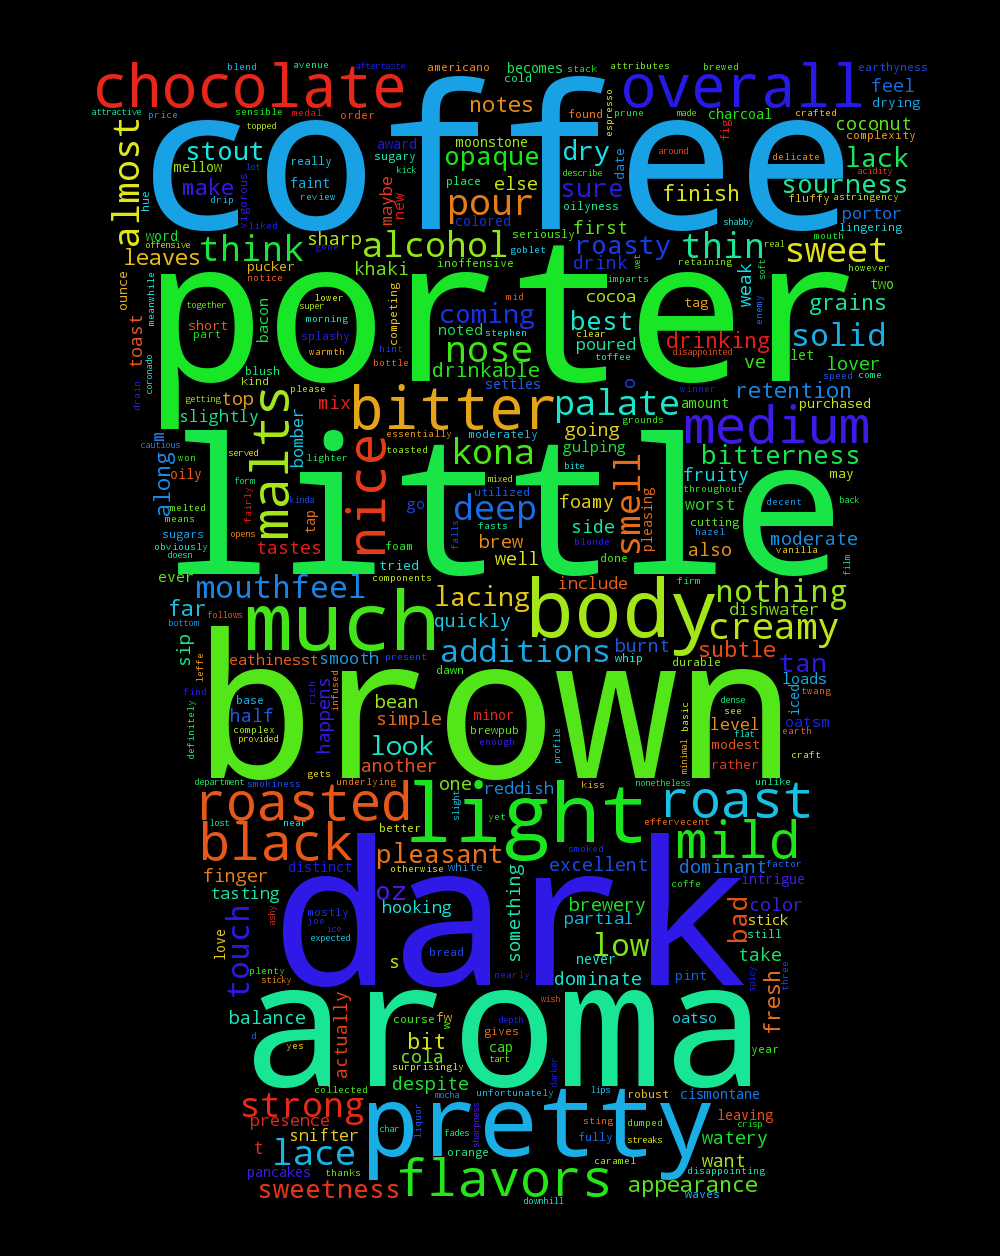 blend avenue aftertaste americano becomes stack attributes brewed earthyness
chocolate coffee overall cold feel
attractive price sensible medal order notes found espresso prune made charcoal crafted drying
topped fig coconut complexity
almost stout really award moonstone opaque dry date around delicate lack
mellow faint sugary kick describe acidity
hue make vigorous lot review maybe new place else sure finish sourness fluffy astringency
drip liked colored pour oilyness shabby portor lingering
word offensive think sharp gone alcohol goblet seriously first roasty wet thin real mouth sweet
leaves pucker notice khaki inoffensive drink imparts weak retaining soft however two
ounce meanwhile porter together lower super competing mid cocoa tag enemy grains
toast short part bacon morning splashy coming noted stephen best clear drinking solid
coronado warmth hint nose poured toffee disappointed ve let lover
drain blush kind please bottle drinkable settles o winner speed come
getting top mix bitter palate amount retention purchased
slightly malts bomber nice essentially moderately going grounds medium
cautious along won served lighter toasted kona gulping smell bitterness
oily form kinda bite fruity may
little melted fairly tap go utilized mixed foamy pleasing throughout worst decent back
means deep side cutting hazel moderate
sugars obviously doesn opens tastes foam fasts falls brew blonde well done also vanilla film
ever tried components include firm nothing
mouthfeel lacing body dishwater
far bottom follows much quickly creamy
sip additions burnt subtle
leffe eathinesst smooth present whip durable tan
find rich infused dawn loads twang
definitely base bean simple minor dense see iced oatsm
half complex provided happens brewpub enough profile minimal basic level flat earth
brown look modest craft
another gets rather
department smokiness underlying one reddish kiss nonetheless unlike
roasted light slight roast
lost near better yet effervecent
black pleasant otherwise smoked mild
finger distinct white excellent dominant factor
tasting oz something coffe intrigue
ashy mostly joe ice hooking brewery bad color
love expected dark partial stick
touch s bread low still take
plenty sticky nearly never dominate pint spicy three
actually wish fresh
balance course fw w depth oatso
d yes bit gives cap year
aroma cola tart
surprisingly despite darker
collected mocha unfortunately lips robust cismontane
strong pretty sting dumped leaving
presence snifter char liquor fades sharpness fully streaks crisp
t lace orange watery
pancakes thanks caramel want disappointing
sweetness flavors appearance waves
downhill